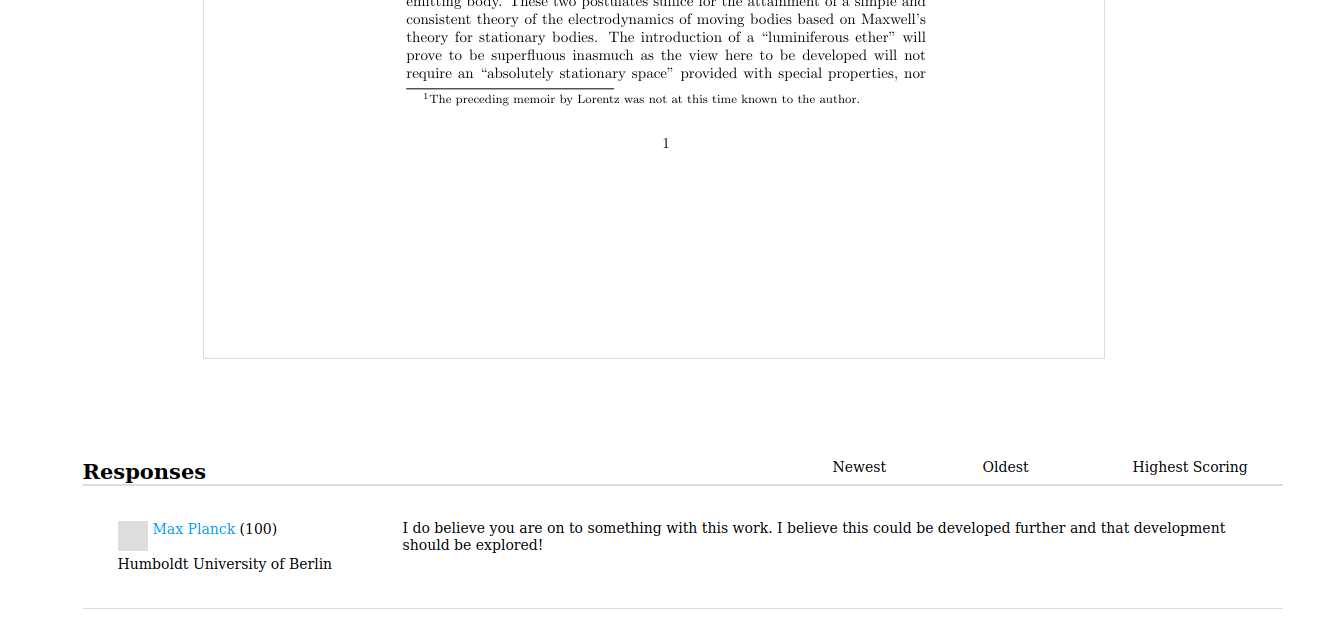 emitting body. These two postulates suffice for the attainment of a simple and
consistent theory of the electrodynamics of moving bodies based on Maxwell's
theory for stationary bodies. The introduction of a “luminiferous ether” will
prove to be superfluous inasmuch as the view here to be developed will not
require an “absolutely stationary space” provided with special properties, nor
1The preceding memoir by Lorentz was not at this time known to the author.
1
Responses
Newest Oldest Highest Scoring
Max Planck (100)
Humboldt University of Berlin
I do believe you are on to something with this work. I believe this could be developed further and that development
should be explored!